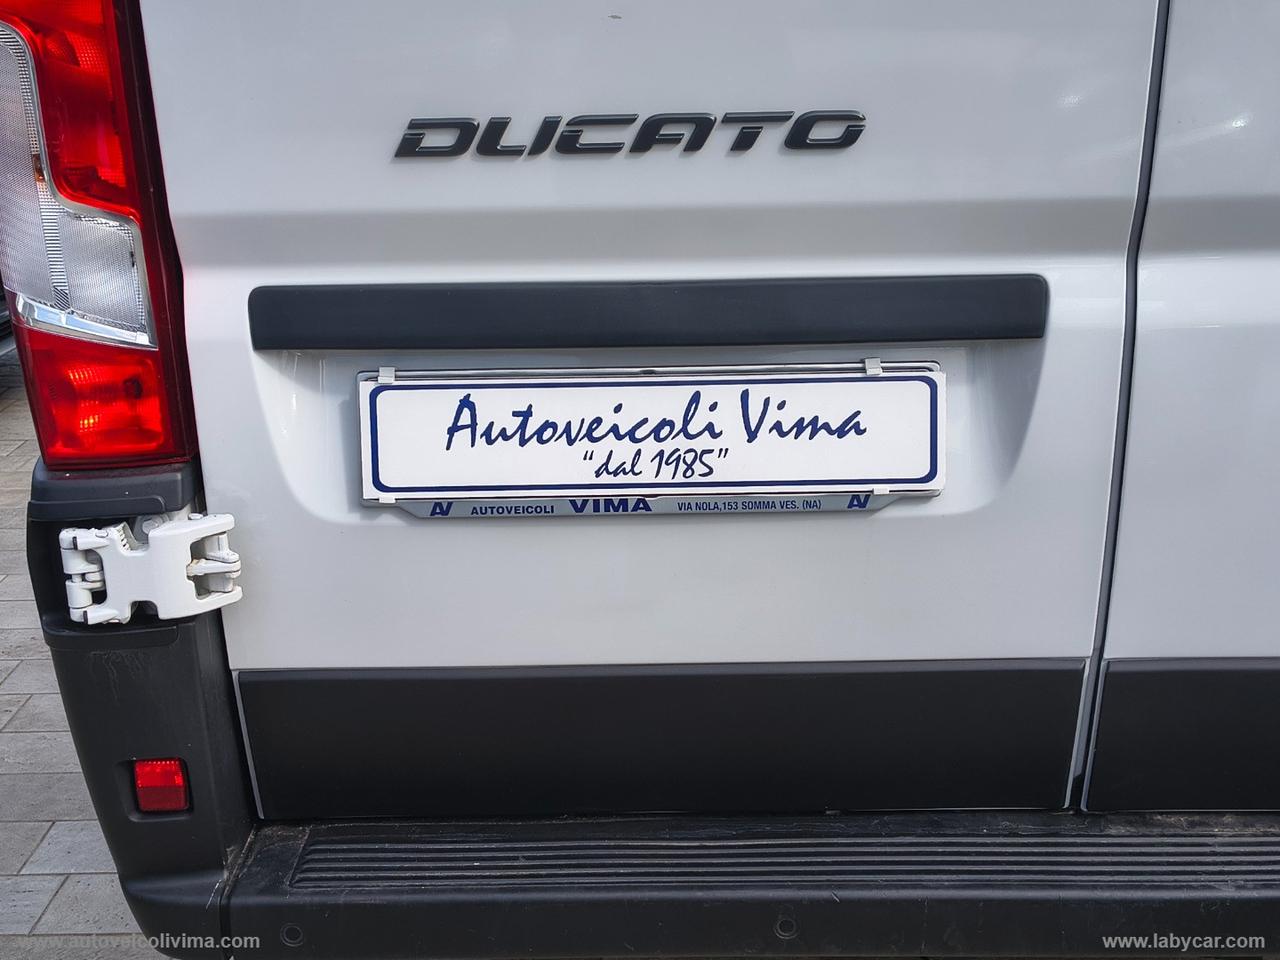 DUCATO
Autoveicoli Vima
“dal 1985”
AV AUTOVEICOLI VIMA VIA NOLA,153 SOMMA VES. (NA) AV
www.autoveicolivima.com
www.labycar.com